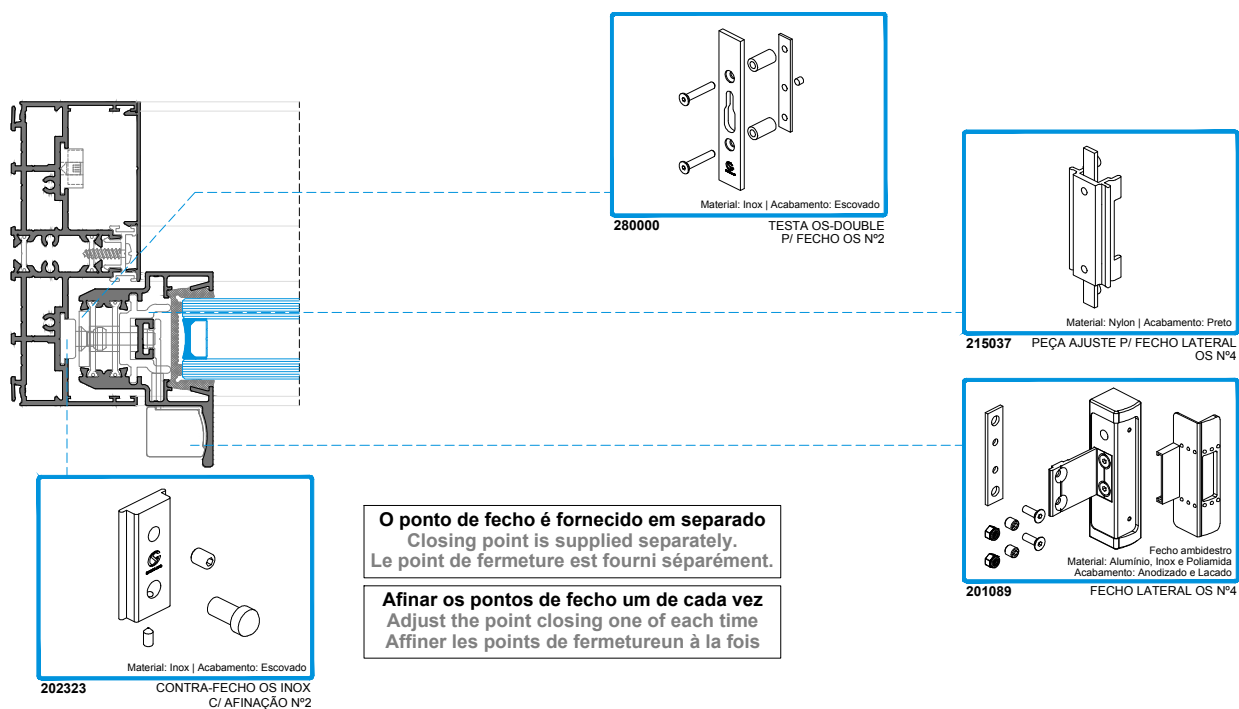 Material: Inox | Acabamento: Escovado
280000
TESTA OS-DOUBLE
P/ FECHO OS Nº2
Material: Nylon | Acabamento: Preto
215037
PEÇA AJUSTE P/ FECHO LATERAL
OS Nº4
Fecho ambidestro
Material: Alumínio, Inox e Poliamida
Acabamento: Anodizado e Lacado
201089
FECHO LATERAL OS Nº4
O ponto de fecho é fornecido em separado
Closing point is supplied separately.
Le point de fermeture est fourni séparément.
Afinar os pontos de fecho um de cada vez
Adjust the point closing one of each time
Affiner les points de fermetureun à la fois
Material: Inox | Acabamento: Escovado
202323
CONTRA-FECHO OS INOX
C/ AFINAÇÃO Nº2